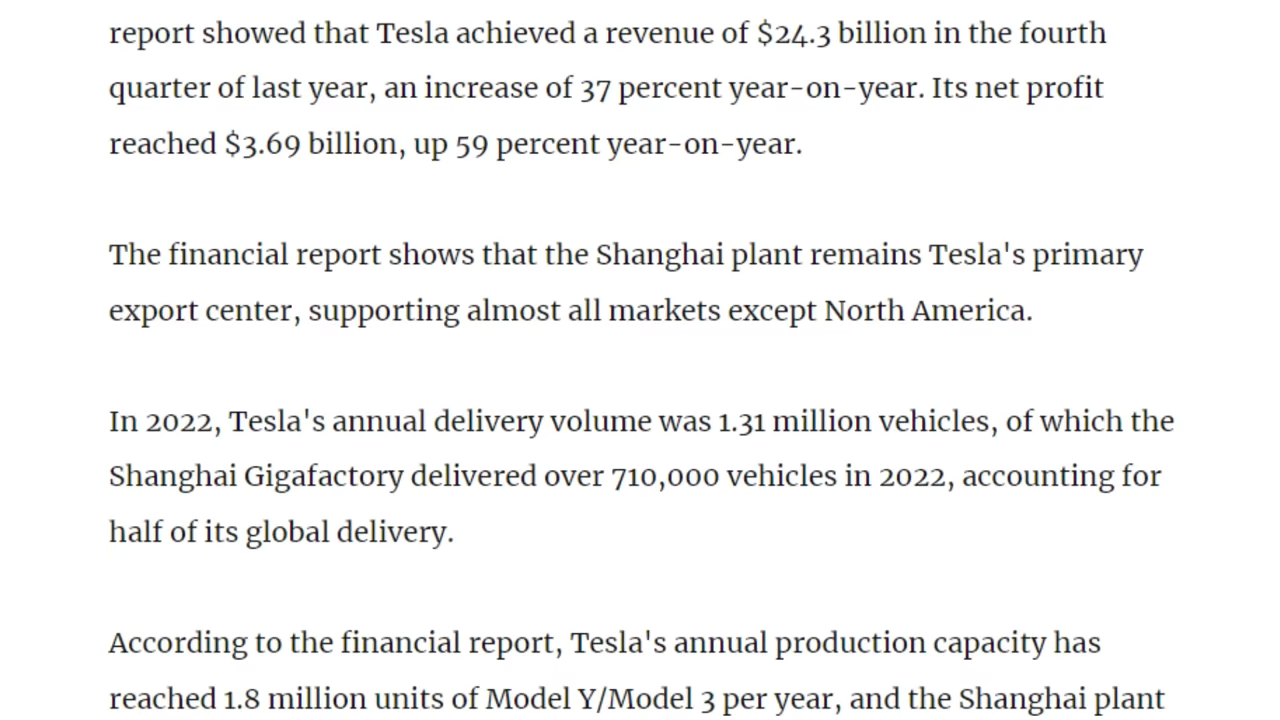 report showed that Tesla achieved a revenue of $24.3 billion in the fourth
quarter of last year, an increase of 37 percent year-on-year. Its net profit
reached $3.69 billion, up 59 percent year-on-year.
The financial report shows that the Shanghai plant remains Tesla's primary
export center, supporting almost all markets except North America.
In 2022, Tesla's annual delivery volume was 1.31 million vehicles, of which the
Shanghai Gigafactory delivered over 710,000 vehicles in 2022, accounting for
half of its global delivery.
According to the financial report, Tesla's annual production capacity has
reached 1.8 million units of Model Y/Model 3 per year, and the Shanghai plant